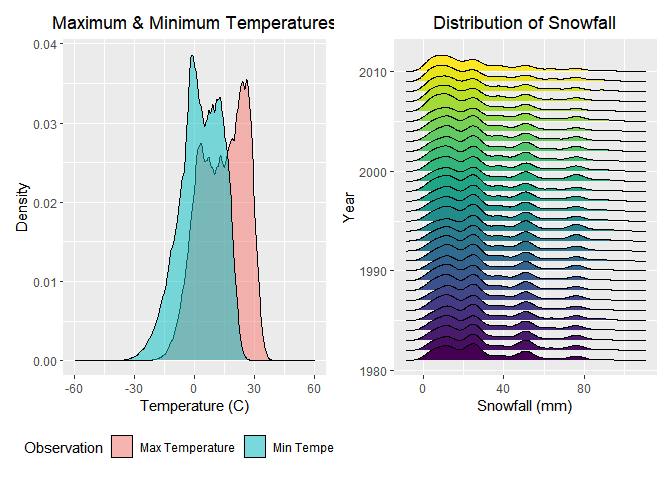 Maximum & Minimum Temperatures
0.04
0.03
0.02
0.01
0.00
Density
-60 -30 0 30 60
Temperature (C)
Observation Max Temperature Min Tempe
Distribution of Snowfall
2010
2000
1990
1980
Year
0 40 80
Snowfall (mm)